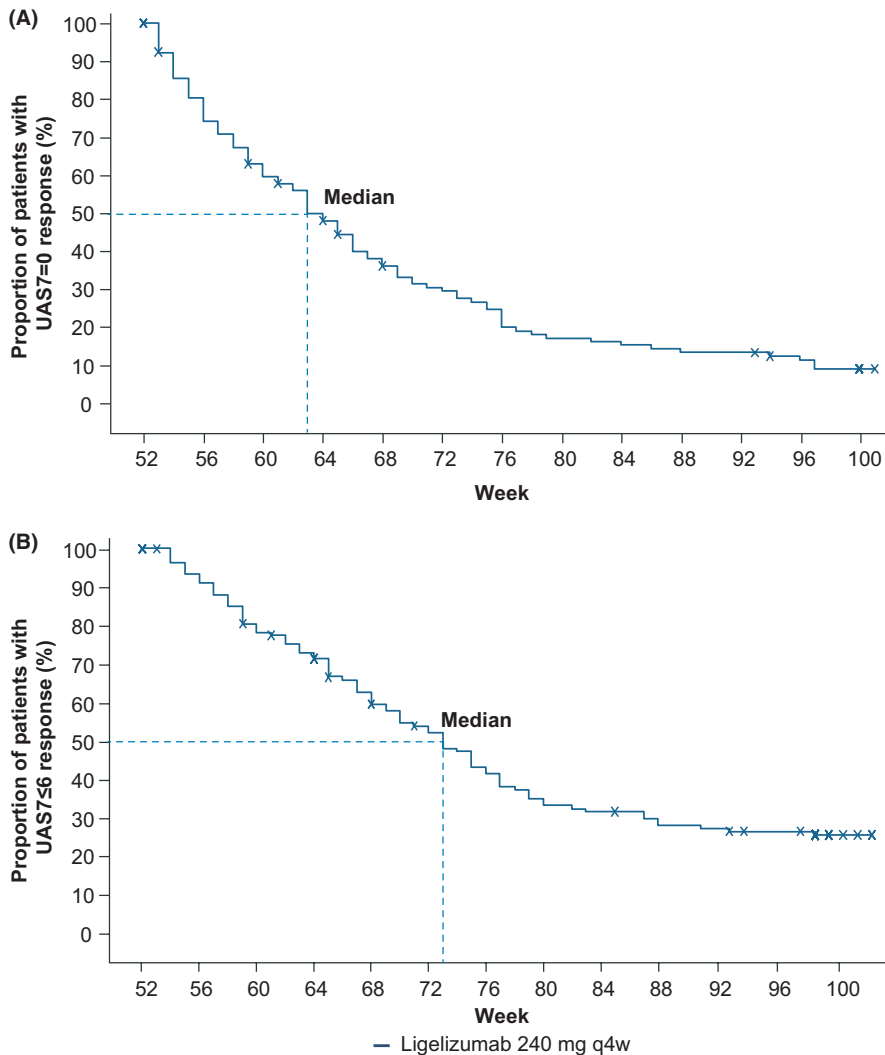 (A)
Proportion of patients with
UAS7=0 response (%)
100
90
80
70
60
50
40
30
20
10
0
Median
52 56 60 64 68 72 76 80 84 88 92 96 100
Week
(B)
Proportion of patients with
UAS7≤6 response (%)
100
90
80
70
60
50
40
30
20
10
0
Median
52 56 60 64 68 72 76 80 84 88 92 96 100
Week
Ligelizumab 240 mg q4w